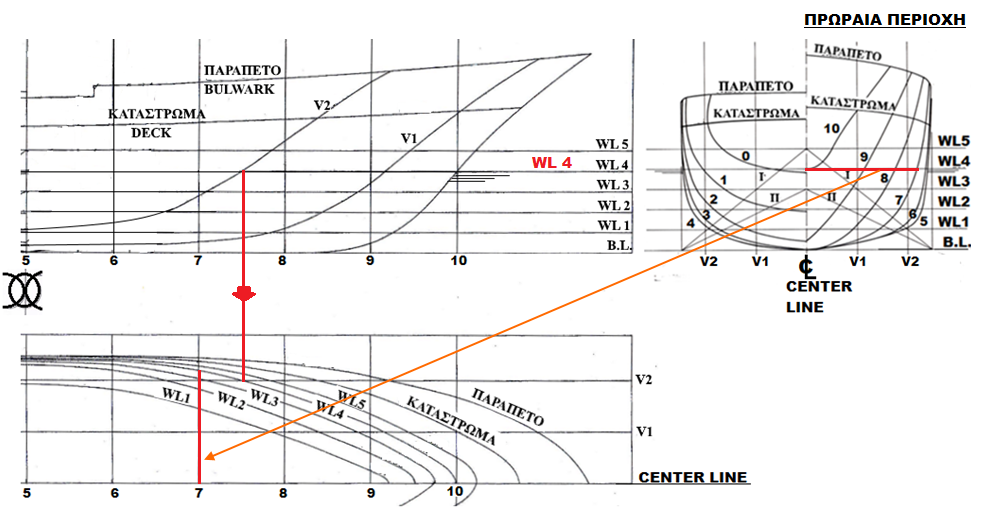 ΠΡΩΡΑΙΑ ΠΕΡΙΟΧΗ
ΠΑΡΑΠΕΤΟ
BULWARK
ΚΑΤΑΣΤΡΩΜΑ
DECK
V2
V1
WL 5
WL 4
WL 4
WL 3
WL 2
WL 1
B.L.
5
6
7
8
9
10
ΠΑΡΑΠΕΤΟ
ΠΑΡΑΠΕΤΟ
ΚΑΤΑΣΤΡΩΜΑ
ΚΑΤΑΣΤΡΩΜΑ
10
0
9
I
I
1
8
II
II
2
7
3
6
4
5
WL5
WL4
WL3
WL2
WL1
B.L.
V2
V1
V1
V2
CENTER
LINE
WL1
WL2
WL3
WL4
WL5
ΚΑΤΑΣΤΡΩΜΑ
ΠΑΡΑΠΕΤΟ
V2
V1
CENTER LINE
5
6
7
8
9
10